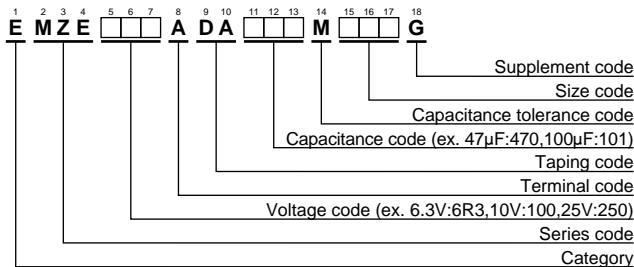 1 2 3 4 5 6 7 8 9 10 11 12 13 14 15 16 17 18
E M Z E A D A M G
Supplement code
Size code
Capacitance tolerance code
Capacitance code (ex. 47µF:470,100µF:101)
Taping code
Terminal code
Voltage code (ex. 6.3V:6R3,10V:100,25V:250)
Series code
Category